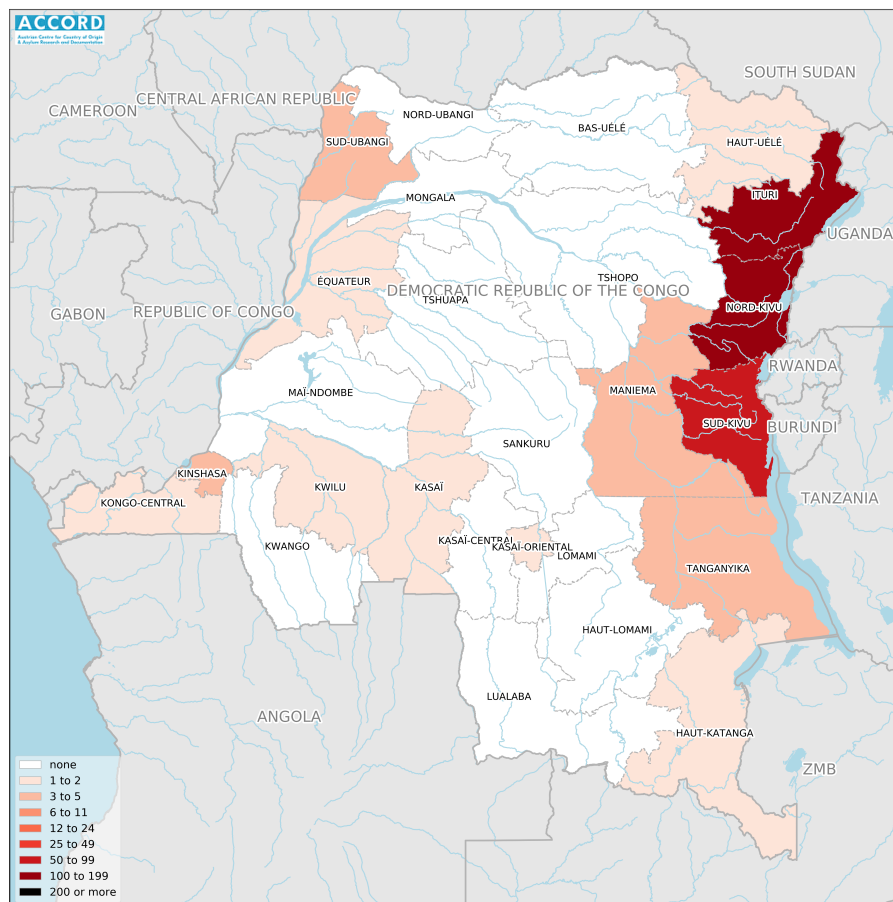 ACCORD
Austrian Centre for Country of Origin
& Asylum Research and Documentation
SOUTH SUDAN
CENTRAL AFRICAN REPUBLIC
CAMEROON
NORD-UBANGI
BAS-UÉLÉ
SUD-UBANGI
HAUT-UÉLÉ
ITURI
MONGALA
UGANDA
TSHOPO
ÉQUATEUR
DEMOCRATIC REPUBLIC OF THE CONGO
TSHUAPA
NORD-KIVU
GABON
REPUBLIC OF CONGO
RWANDA
MAÏ-NDOMBE
MANIEMA
SUD-KIVU
BURUNDI
SANKURU
KINSHASA
KWILU
KASAÏ
TANZANIA
KONGO-CENTRAL
KWANGO
KASAÏ-CENTRAL
KASAÏ-ORIENTAL
LOMAMI
TANGANYIKA
HAUT-LOMAMI
LUALABA
ANGOLA
HAUT-KATANGA
ZMB
none
1 to 2
3 to 5
6 to 11
12 to 24
25 to 49
50 to 99
100 to 199
200 or more